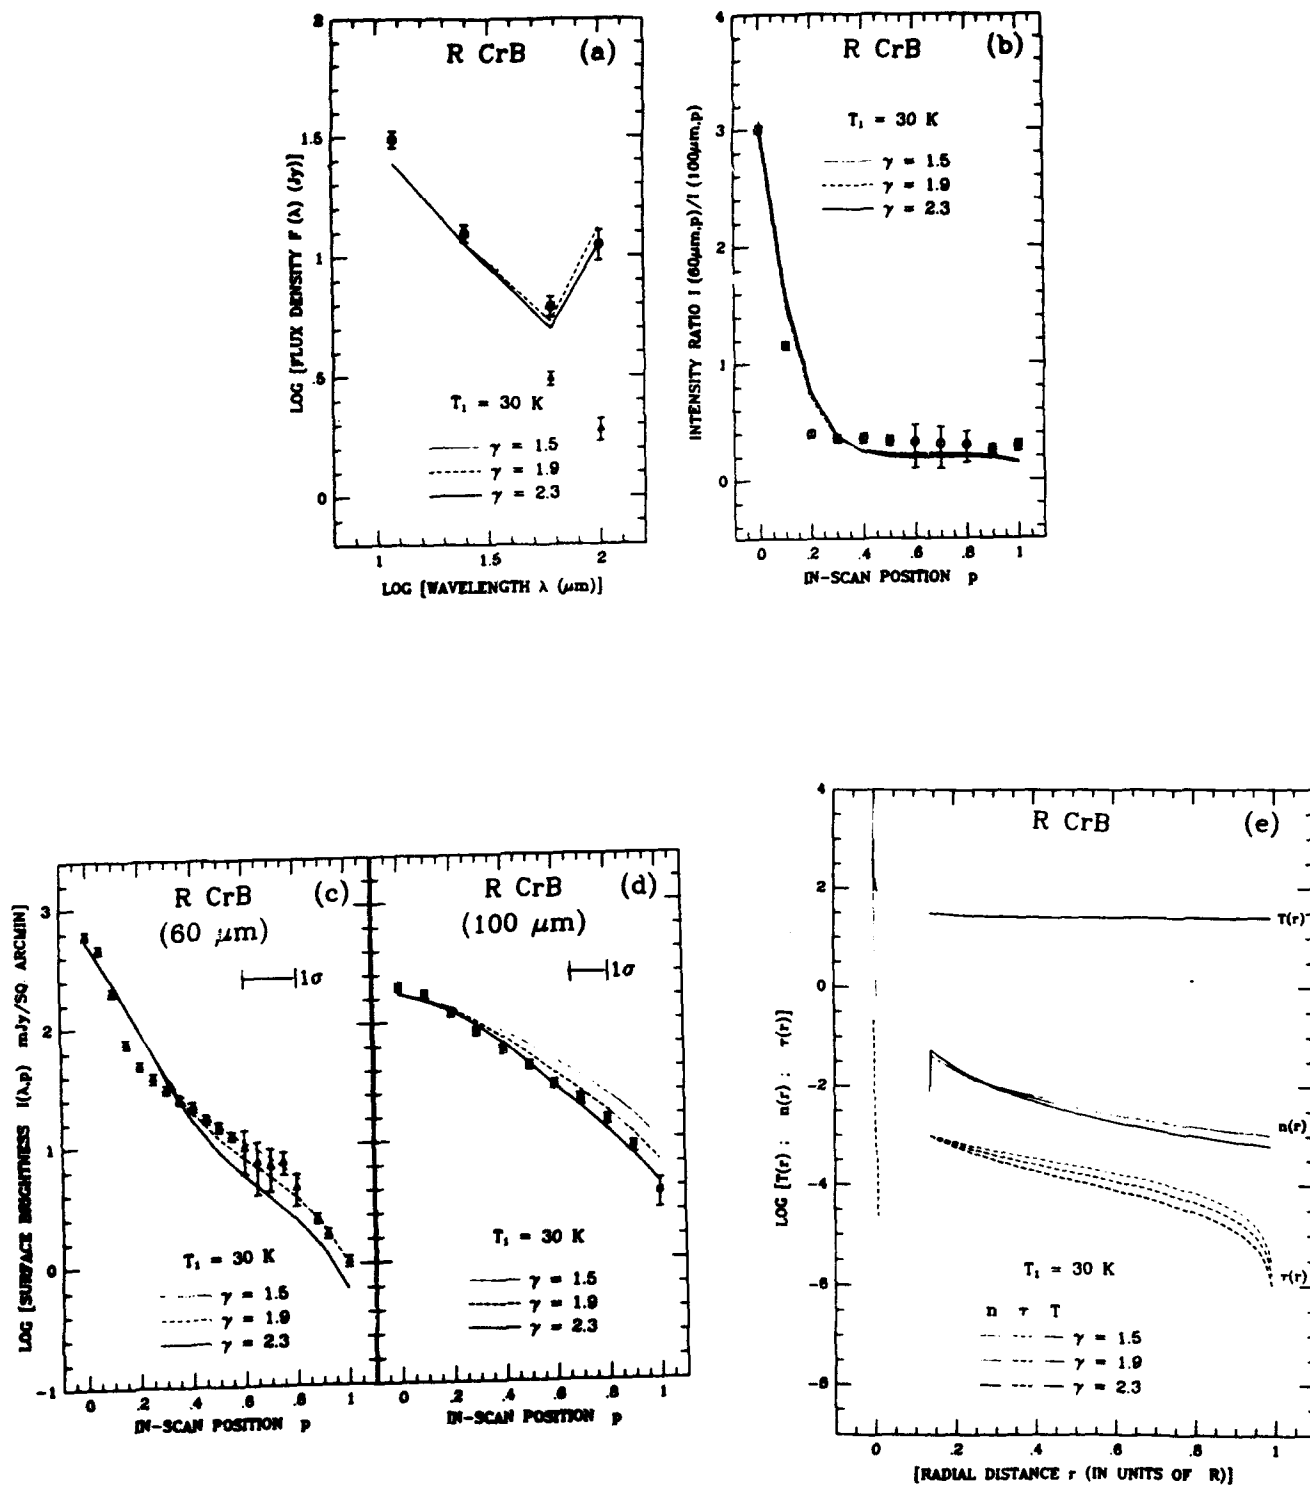 R CrB (a)
LOG [FLUX DENSITY F(λ) (Jy)]
2
1.5
1
.5
0
T₁ = 30 K
γ = 1.5
γ = 1.9
γ = 2.3
1 1.5 2
LOG [WAVELENGTH λ (μm)]
R CrB (b)
INTENSITY RATIO I(60μm,p)/I(100μm,p)
4
3
2
1
0
T₁ = 30 K
γ = 1.5
γ = 1.9
γ = 2.3
0 .2 .4 .6 .8 1
IN-SCAN POSITION p
R CrB (c)
(60 μm)
LOG [SURFACE BRIGHTNESS I(λ,p) mJy/SQ. ARCMIN]
3
2
1
0
-1
1σ
T₁ = 30 K
γ = 1.5
γ = 1.9
γ = 2.3
0 .2 .4 .6 .8 1
IN-SCAN POSITION p
R CrB (d)
(100 μm)
1σ
T₁ = 30 K
γ = 1.5
γ = 1.9
γ = 2.3
0 .2 .4 .6 .8 1
IN-SCAN POSITION p
R CrB (e)
LOG [T(r) : n(r) : τ(r)]
4
2
0
-2
-4
-6
-8
T(r)
n(r)
τ(r)
T₁ = 30 K
n τ T
γ = 1.5
γ = 1.9
γ = 2.3
0 .2 .4 .6 .8 1
[RADIAL DISTANCE r (IN UNITS OF R)]